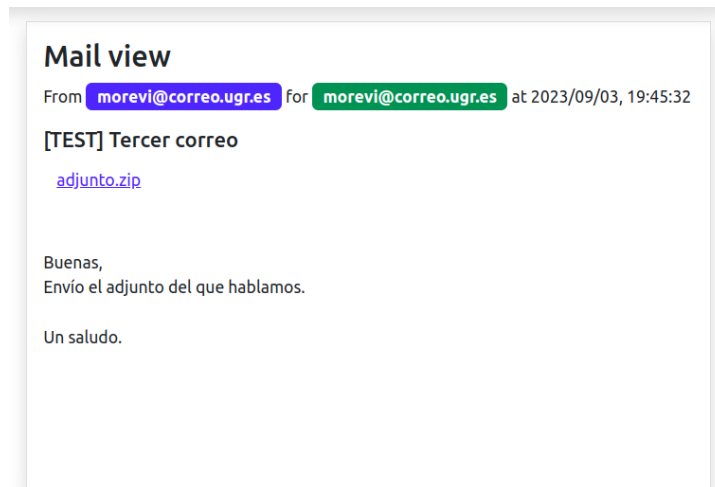 Mail view
From morevi@correo.ugr.es for morevi@correo.ugr.es at 2023/09/03, 19:45:32
[TEST] Tercer correo
adjunto.zip
Buenas,
Envío el adjunto del que hablamos.
Un saludo.